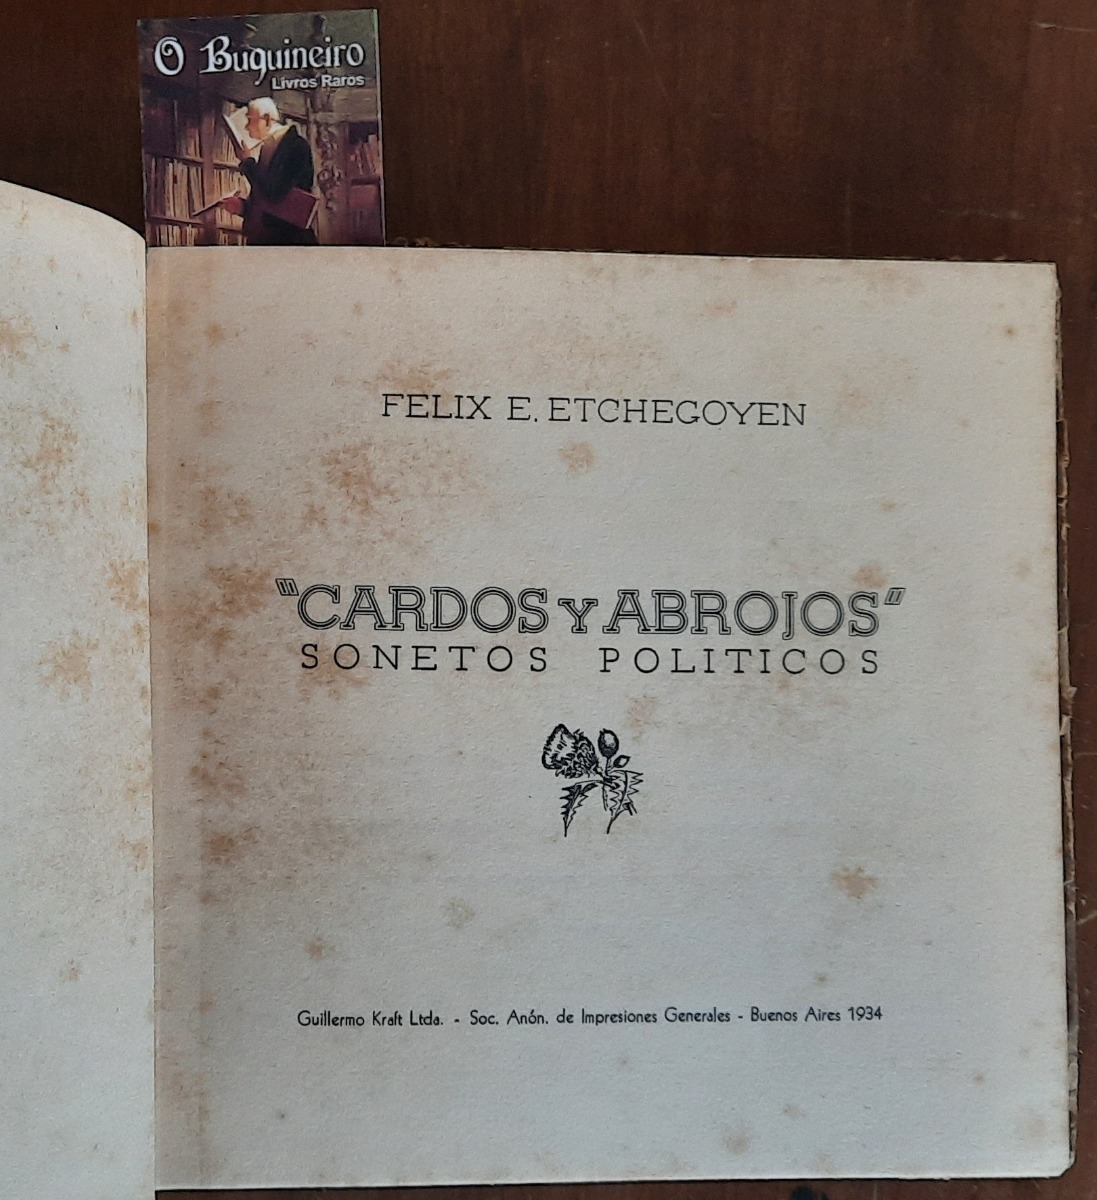 O Buquineiro
Livros Raros
FELIX E. ETCHEGOYEN
"CARDOS Y ABROJOS"
SONETOS POLITICOS
Guillermo Kraft Ltda. - Soc. Anón. de Impresiones Generales - Buenos Aires 1934